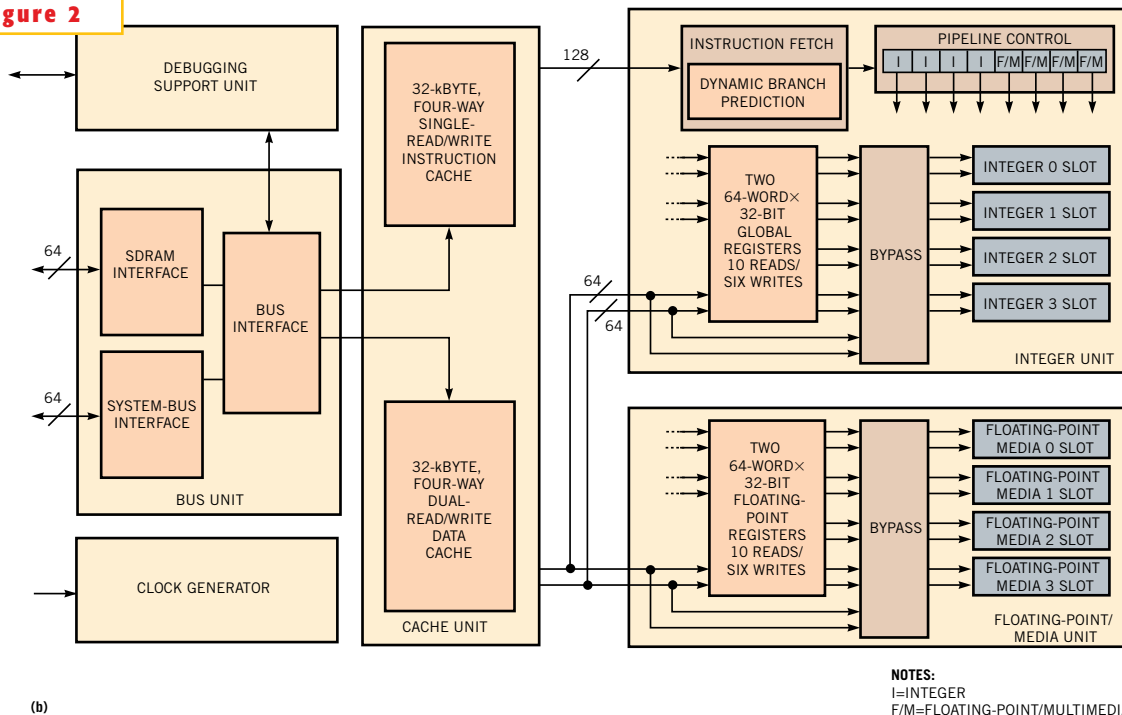 gure 2
DEBUGGING
SUPPORT UNIT
64
SDRAM
INTERFACE
BUS
INTERFACE
64
SYSTEM-BUS
INTERFACE
BUS UNIT
CLOCK GENERATOR
32-kBYTE,
FOUR-WAY
SINGLE-
READ/WRITE
INSTRUCTION
CACHE
32-kBYTE,
FOUR-WAY
DUAL-
READ/WRITE
DATA
CACHE
CACHE UNIT
128
64
64
INSTRUCTION FETCH
DYNAMIC BRANCH
PREDICTION
PIPELINE CONTROL
I I I I F/M F/M F/M F/M
TWO
64-WORD×
32-BIT
GLOBAL
REGISTERS
10 READS/
SIX WRITES
BYPASS
INTEGER 0 SLOT
INTEGER 1 SLOT
INTEGER 2 SLOT
INTEGER 3 SLOT
INTEGER UNIT
TWO
64-WORD×
32-BIT
FLOATING-
POINT
REGISTERS
10 READS/
SIX WRITES
BYPASS
FLOATING-POINT
MEDIA 0 SLOT
FLOATING-POINT
MEDIA 1 SLOT
FLOATING-POINT
MEDIA 2 SLOT
FLOATING-POINT
MEDIA 3 SLOT
FLOATING-POINT/
MEDIA UNIT
(b)
NOTES:
I=INTEGER
F/M=FLOATING-POINT/MULTIMEDI